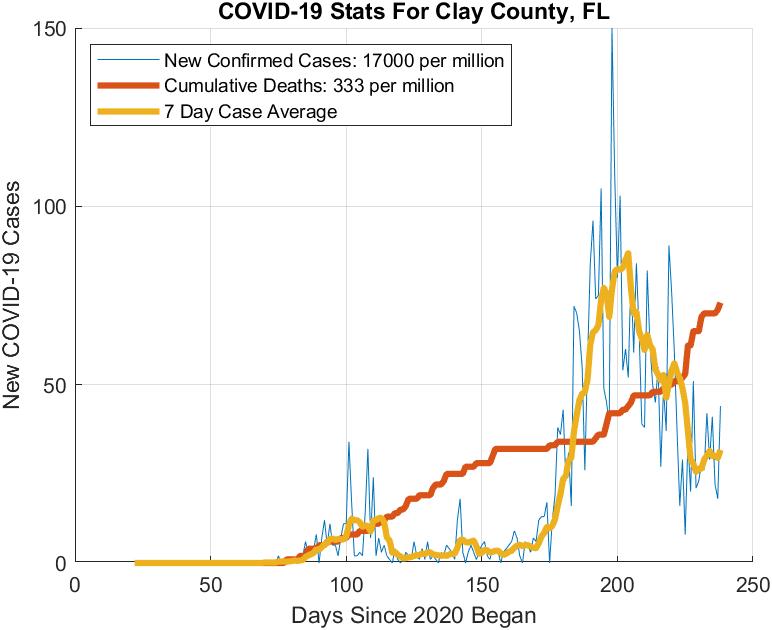 COVID-19 Stats For Clay County, FL
New Confirmed Cases: 17000 per million
Cumulative Deaths: 333 per million
7 Day Case Average
New COVID-19 Cases
150
100
50
0
0 50 100 150 200 250
Days Since 2020 Began